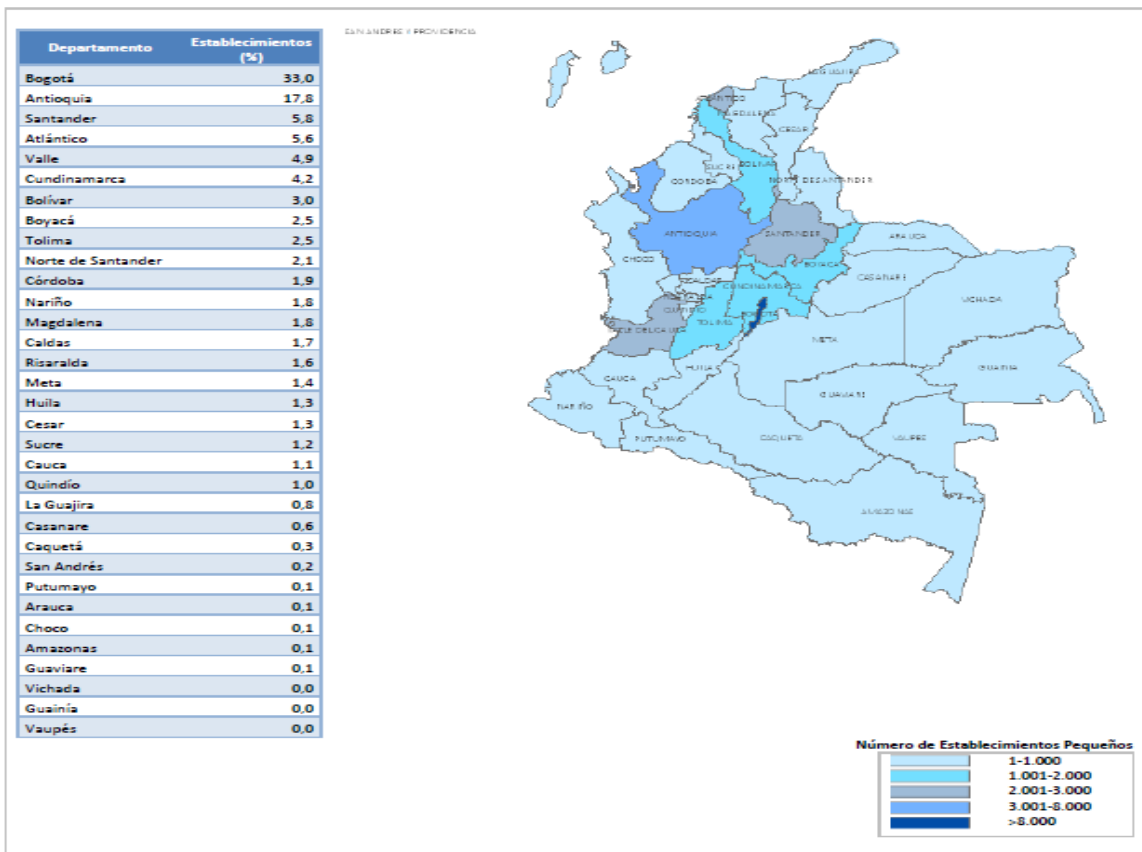 Departamento Establecimientos (%)
Bogotá 33,0
Antioquia 17,8
Santander 5,8
Atlántico 5,6
Valle 4,9
Cundinamarca 4,2
Bolívar 3,0
Boyacá 2,5
Tolima 2,5
Norte de Santander 2,1
Córdoba 1,9
Nariño 1,8
Magdalena 1,8
Caldas 1,7
Risaralda 1,6
Meta 1,4
Huila 1,3
Cesar 1,3
Sucre 1,2
Cauca 1,1
Quindío 1,0
La Guajira 0,8
Casanare 0,6
Caquetá 0,3
San Andrés 0,2
Putumayo 0,1
Arauca 0,1
Choco 0,1
Amazonas 0,1
Guaviare 0,1
Vichada 0,0
Guainía 0,0
Vaupés 0,0
SAN ANDRES Y PROVIDENCIA
LA GUAJIRA
ATLANTICO
MAGDALENA
CESAR
SUCRE
BOLIVAR
NORTE DE SANTANDER
CORDOBA
ANTIOQUIA
SANTANDER
ARAUCA
CHOCO
BOYACA
CASANARE
CUNDINAMARCA
VICHADA
QUINDIO
TOLIMA
BOGOTA
VALLE DEL CAUCA
META
HUILA
GUAINIA
CAUCA
GUAVIARE
NARIÑO
PUTUMAYO
CAQUETA
VAUPES
AMAZONAS
Número de Establecimientos Pequeños
1-1.000
1.001-2.000
2.001-3.000
3.001-8.000
>8.000